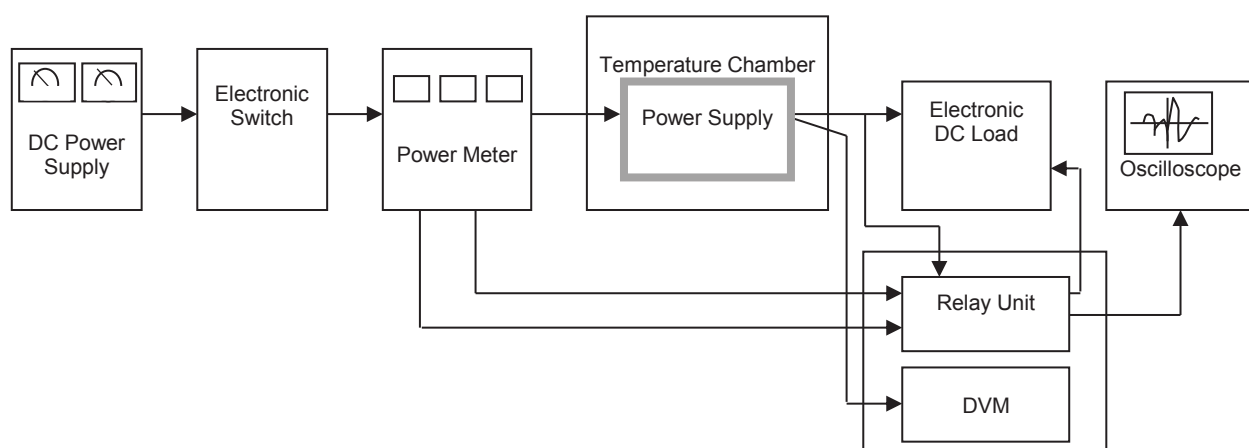 Temperature Chamber
Electronic
Switch
Power Supply
Electronic
DC Load
DC Power
Supply
Power Meter
Oscilloscope
Relay Unit
DVM